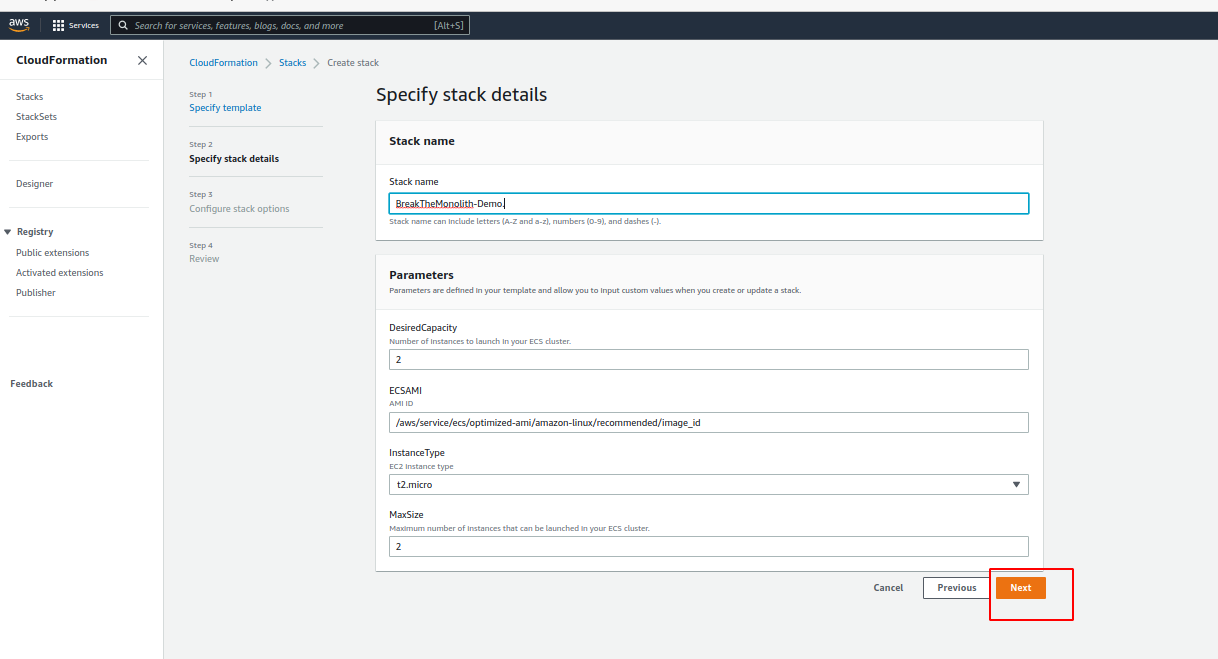 aws
Services
Search for services, features, blogs, docs, and more
[Alt+S]
CloudFormation
Stacks
StackSets
Exports
Designer
Registry
Public extensions
Activated extensions
Publisher
Feedback
CloudFormation > Stacks > Create stack
Step 1
Specify template
Step 2
Specify stack details
Step 3
Configure stack options
Step 4
Review
Specify stack details
Stack name
Stack name
BreakTheMonolith-Demo.
Stack name can include letters (A-Z and a-z), numbers (0-9), and dashes (-).
Parameters
Parameters are defined in your template and allow you to input custom values when you create or update a stack.
DesiredCapacity
Number of instances to launch in your ECS cluster.
2
ECSAMI
AMI ID
/aws/service/ecs/optimized-ami/amazon-linux/recommended/image_id
InstanceType
EC2 instance type
t2.micro
MaxSize
Maximum number of instances that can be launched in your ECS cluster.
2
Cancel
Previous
Next